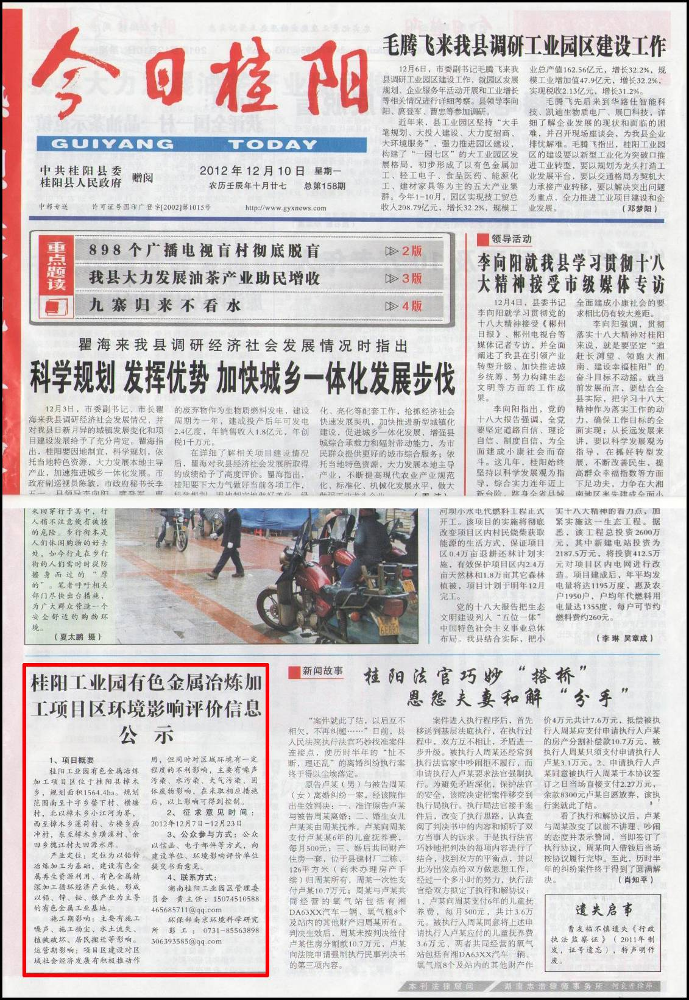 今日桂阳
GUIYANG TODAY
中共桂阳县委
桂阳县人民政府
赠阅
2012年12月10日 星期一
农历壬辰年十月廿七 总第158期
中邮专送 许可证号国印广登字[2002]第1015号 http://www.gyxnews.com
毛腾飞来我县调研工业园区建设工作
12月6日，市委副书记毛腾飞来我
县调研工业园区建设工作，就园区发展
规划、企业服务年活动开展和工业增长
等相关情况进行详细考察。县领导李向
阳、庹登军、曹忠等参加调研。
近年来，县工业园区坚持“大手
笔规划、大投入建设、大力度招商、
大环境服务”，强力推进园区建设，
构建了“一园七区”的大工业园区发
展格局，初步形成了以有色金属加
工、轻工电子、食品医药、能源化
工、建材家具等为主的五大产业集
群。今年1-10月，园区实现技工贸总
收入208.79亿元，增长32.2%，规模工
业总产值162.56亿元，增长32.2%，规
模工业增加值47.9亿元，增长32.2%，
实现税收2.13亿元，增长31.2%。
毛腾飞先后来到华路仕智能科
技、凯迪生物质电厂、展口科技，详
细了解企业发展的现状和面临的困
难，并召开现场座谈会，为我县企业
排忧解难。毛腾飞指出，桂阳工业园
区的建设要以新型工业化为突破口推
进工业转型，要以规划为龙头打造工
业发展平台，要以交通格局为契机大
力承接产业转移，要以解决突出问题
为重点，全力推进工业项目建设和企
业发展。 （邓梦阳）
重点题读
898个广播电视盲村彻底脱盲 2版
我县大力发展油茶产业助民增收 3版
九寨归来不看水 4版
瞿海来我县调研经济社会发展情况时指出
科学规划 发挥优势 加快城乡一体化发展步伐
12月3日，市委副书记、市长瞿
海来我县调研经济社会发展情况，并
对我县日新月异的城镇发展变化和项
目建设发展给予了充分肯定。瞿海指
出，桂阳要因地制宜，科学规划，依
托当地特色资源，大力发展本地主导
产业，加速推进城乡一体化发展。市
政府副巡视员陈敏，市政府秘书长李
五一，县领导李向阳、庹登军、曹
的废弃物作为生物质燃料发电，建设
周期为一年，建成投产后年可发电
2.4亿度，年销售收入1.8亿元，年创
税1千万元。
在详细了解相关项目建设情况
后，瞿海对我县经济社会发展所取得
的成绩给予了高度评价。瞿海指出，
桂阳要下大力气做好当前各项工作，
科学规划，因地制宜地做好美化、绿
化、亮化等配套工作，抢抓经济社会
快速发展契机，加快推进新型城镇化
建设，促进城乡一体化发展，增强县
城综合承载力和辐射带动能力，为市
民群众提供更好的城市综合服务；依
托当地特色资源，大力发展本地主导
产业，不断提高现代农业产业规范
化、标准化、机械化发展水平，做大
领导活动
李向阳就我县学习贯彻十八
大精神接受市级媒体专访
12月4日，县委书记
李向阳就学习贯彻党的
十八大精神接受《郴州
日报》、郴州电视台等
媒体记者专访，并全面
阐述了我县在引领产业
转型升级、加快推进城
乡统筹、努力构建生态
文明等方面的工作成
果。
李向阳指出，党的
十八大报告强调，全党
要坚定道路自信、理论
自信、制度自信，为全
面建成小康社会而奋
斗。这几年，桂阳始终
坚持以科学发展观为指
导，综合实力连年迈上
新台阶，跻身全省县域
全面建成小康社会的要
求相比仍有较大差距。
李向阳强调，贯彻
落实十八大精神对桂阳
来说，就是要坚定“追
赶长浏望、领跑大湘
南、建设幸福桂阳”的
奋斗目标不动摇。就当
前发展而言，要结合全
县实际，把学习十八大
精神作为落实工作的动
力，确保工作目标的全
面实现；从长远发展来
讲，要以科学发展观为
指导，在抓好转型发
展、不断改善民生，提
高群众幸福指数等方面
下足功夫，力争在大湘
南地区率先建成全面小
来回穿行于其中，行
人稍不注意便有被撞
的危险。步行街本是
人们休闲购物的好去
处，如今行走在步行
街的人们需时时提防
擦身而过的“摩
的”。笔者呼吁相关
部门尽快出台措施，
为广大群众营造一个
安全舒适的购物环
境。
（夏太鹏 摄）
河坝小水电代燃料工程正式
开工。该项目的实施将彻底
改变项目区内村民烧柴获取
能源的生活方式，保证项目
区0.4万亩退耕还林计划实
施，有效保护项目区内2.4万
亩天然林和1.8万亩其它森林
植被，项目计划于明年12月
完工。
党的十八大报告把生态
文明建设列入“五位一体”
中国特色社会主义事业总体
布局。我县结合实际，把小
实十八大精神的着力点，加
紧实施这一生态工程。据
悉，该工程总投资2600万
元，其中新建电站投资为
2187.5万元，将投资412.5万
元对项目区内电网进行改
造。项目建成后，年平均发
电量将达1195万度，惠及农
户1950户，户均年代燃料用
电量达1355度，每户可节约
燃料费约260元。
（李琳 吴章成）
桂阳工业园有色金属冶炼加
工项目区环境影响评价信息
公示
1、项目概要
桂阳工业园有色金属冶炼
加工项目区位于桂阳县樟木
乡，规划面积1564.4ha。规划
范围南至十字乡暂下村、横塘
村，北以樟木乡小江河为界，
西至樟木乡莲荷村、古楼乡西
冲村，东至樟木乡璜溪村、余
田乡槐江村大田源水库。
产业定位：定位为以铅锌
冶炼加工为基础，建设有色金
属再生资源利用、有色金属精
深加工循环经济产业链，形成
以铅、锌、铋、银产业为主导
的有色金属工业基地。
施工期影响：主要有施工
噪声、施工扬尘、水土流失、
植被破坏、居民搬迁等影响。
运营期影响：项目区建设对区
域社会经济发展有积极推动作
用，但同时对区域环境有一定
程度的不利影响，主要有噪声
污染、水污染、大气污染、固
体废物影响，在采取相应措施
后，以上影响可得到控制。
2、征求意见时间：
2012年12月7日-12月23日
3、公众参与方式：公众
以信函、电子邮件等方式，向
建设单位、环境影响评价单位
提交书面意见。
4、联系方式：
湖南桂阳工业园区管理委
员会 黄主任：15074510588
465685711@qq.com
环保部南京环境科学研究
所 彭工：0731-85563898
306393585@qq.com
新闻故事
桂阳法官巧妙“搭桥”
恩怨夫妻和解“分手”
“案件就此了结，以后互不
相欠，不再纠缠……”日前，县
人民法院执行法官巧妙找准案件
连接点，使历时半年的“扯不
断，理还乱”的离婚纠纷执行案
终于得以尘埃落定。
原告卢某（男）与被告周某
（女）离婚纠纷一案，经该院作
出生效判决：一、准许原告卢某
与被告周某离婚；二、婚生女儿
卢某某由周某抚养，卢某向周某
支付卢某某6年的儿童抚养费，
每月500元；三、婚后共同财产
住房一套，位于县建材厂二栋、
126平方米（尚未办理房产手
续）归周某所有，周某一次性支
付卢某10.7万元；周某与卢某共
同经营的氧气站包括有湘
DA63XX汽车一辆、氧气瓶8个
及站内的其他财产归周某所有。
判决生效后，周某未按判决给付
卢某住房分割款10.7万元，卢某
向法院申请强制执行民事判决书
的第三项内容。
案件进入执行程序后，首先
移送到基层法庭执行，在执行过
程中，双方互不相让，矛盾进一
步升级。被执行人周某还经常到
执行法官家中吵闹拒不履行，而
申请执行人卢某要求法官强制执
行。为避免矛盾深化，保护法官
的安全，该院决定把案件移交到
执行局执行。执行局法官接手案
件后，改变了执行思路，认真查
阅了判决书中的内容和倾听了双
方当事人的诉求。于是执行法官
巧妙地把判决的每项内容进行了
结合，找到双方的平衡点，并以
此为出发点给双方做思想工作，
经过一个多小时的努力，执行法
官给双方拟定了执行和解协议：
1、卢某向周某支付6年的儿童抚
养费，每月500元，共计3.6万
元。被执行人周某同意将上述申
请执行人卢某应付的儿童抚养费
3.6万元、两者共同经营的氧气
站包括有湘DA63XX汽车一辆、
氧气瓶8个及站内的其他财产作
价4万元共计7.6万元，抵偿被执
行人周某应支付申请执行人卢某
的房产分割补偿款10.7万元，被
执行人周某只须支付申请执行人
卢某3.1万元。2、申请执行人卢
某同意被执行人周某于本协议签
订之日当场直接支付2.27万元，
余款8300元卢某自愿放弃，该执
行案就此了结。
看了执行和解协议后，卢某
与周某改变了以前不讲理、吵闹
的态度并表示赞同，当即签订了
执行协议，周某向人借钱后当场
按协议履行完毕。至此，历时半
年的纠纷案件终于得到了圆满解
决。 （肖知平）
遗失启事
曹友福不慎遗失《行政
执法监察证》（2011年制
发，证号遗忘），特声明作
废。
本刊法律顾问 湖南志浩律师事务所 何良开律师